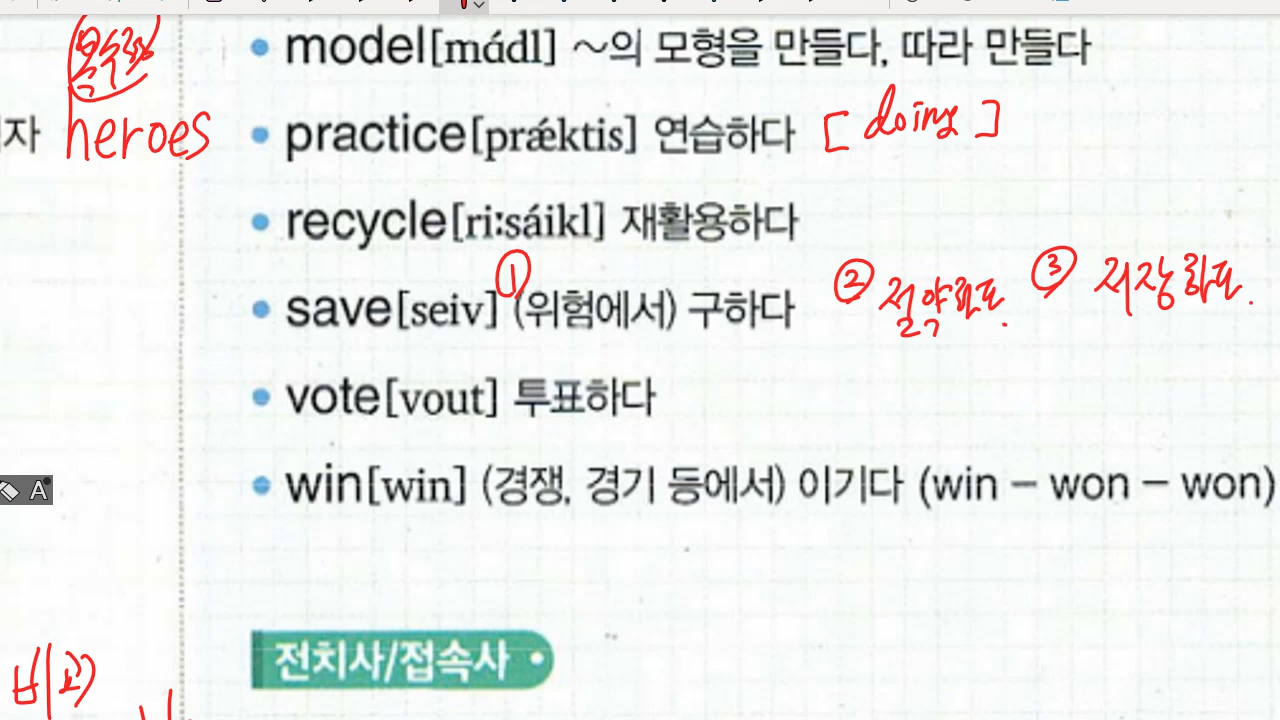 복수형
model[mádl] ~의 모형을 만들다, 따라 만들다
자 heroes
practice[prǽktis] 연습하다 [doing]
recycle[ri:sáikl] 재활용하다
save[seiv] ① (위험에서) 구하다 ② 절약하다. ③ 저장하다.
vote[vout] 투표하다
win[win] (경쟁, 경기 등에서) 이기다 (win – won – won)
A
전치사/접속사
비교